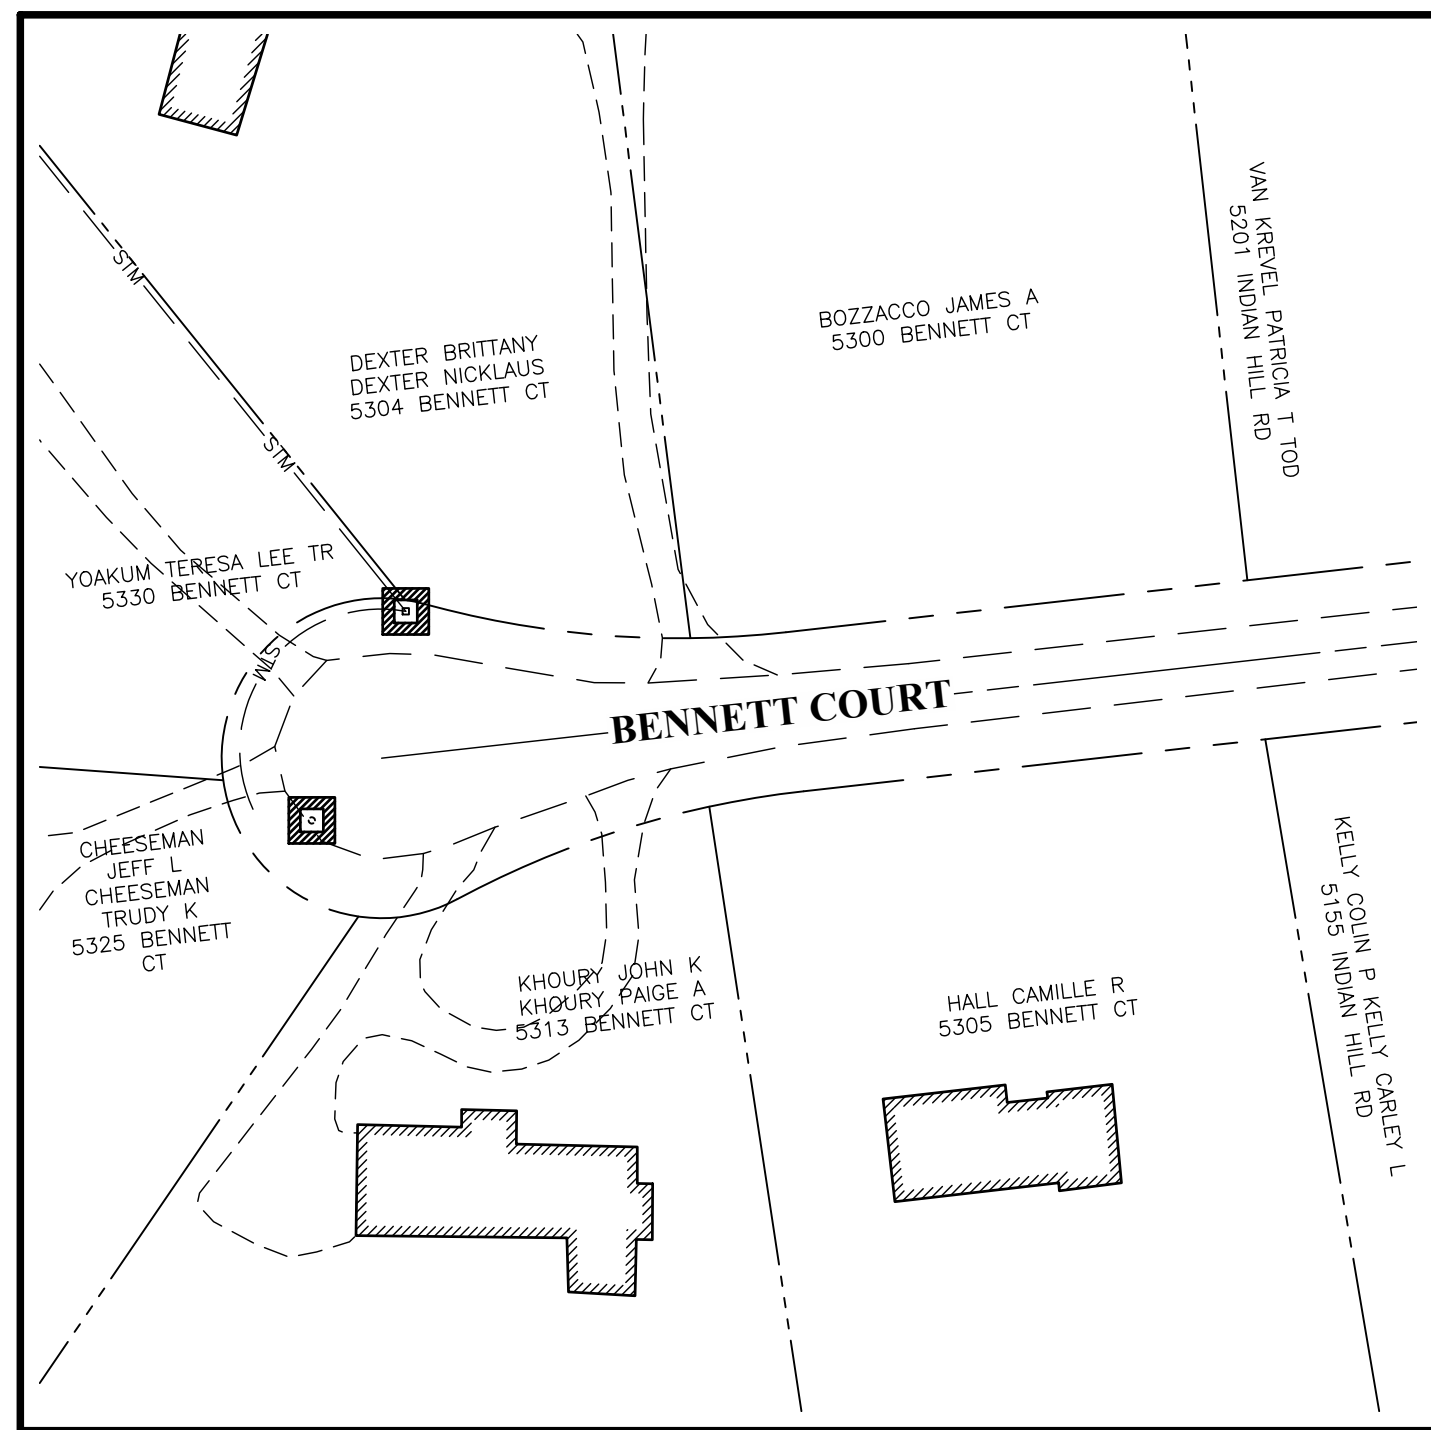 STM
DEXTER BRITTANY
DEXTER NICKLAUS
5304 BENNETT CT
BOZZACCO JAMES A
5300 BENNETT CT
VAN KREVEL PATRICIA T TOD
5201 INDIAN HILL RD
STM
YOAKUM TERESA LEE TR
5330 BENNETT CT
STM
BENNETT COURT
CHEESEMAN
JEFF L
CHEESEMAN
TRUDY K
5325 BENNETT
CT
KHOURY JOHN K
KHOURY PAIGE A
5313 BENNETT CT
HALL CAMILLE R
5305 BENNETT CT
KELLY COLIN P KELLY CARLEY L
5155 INDIAN HILL RD